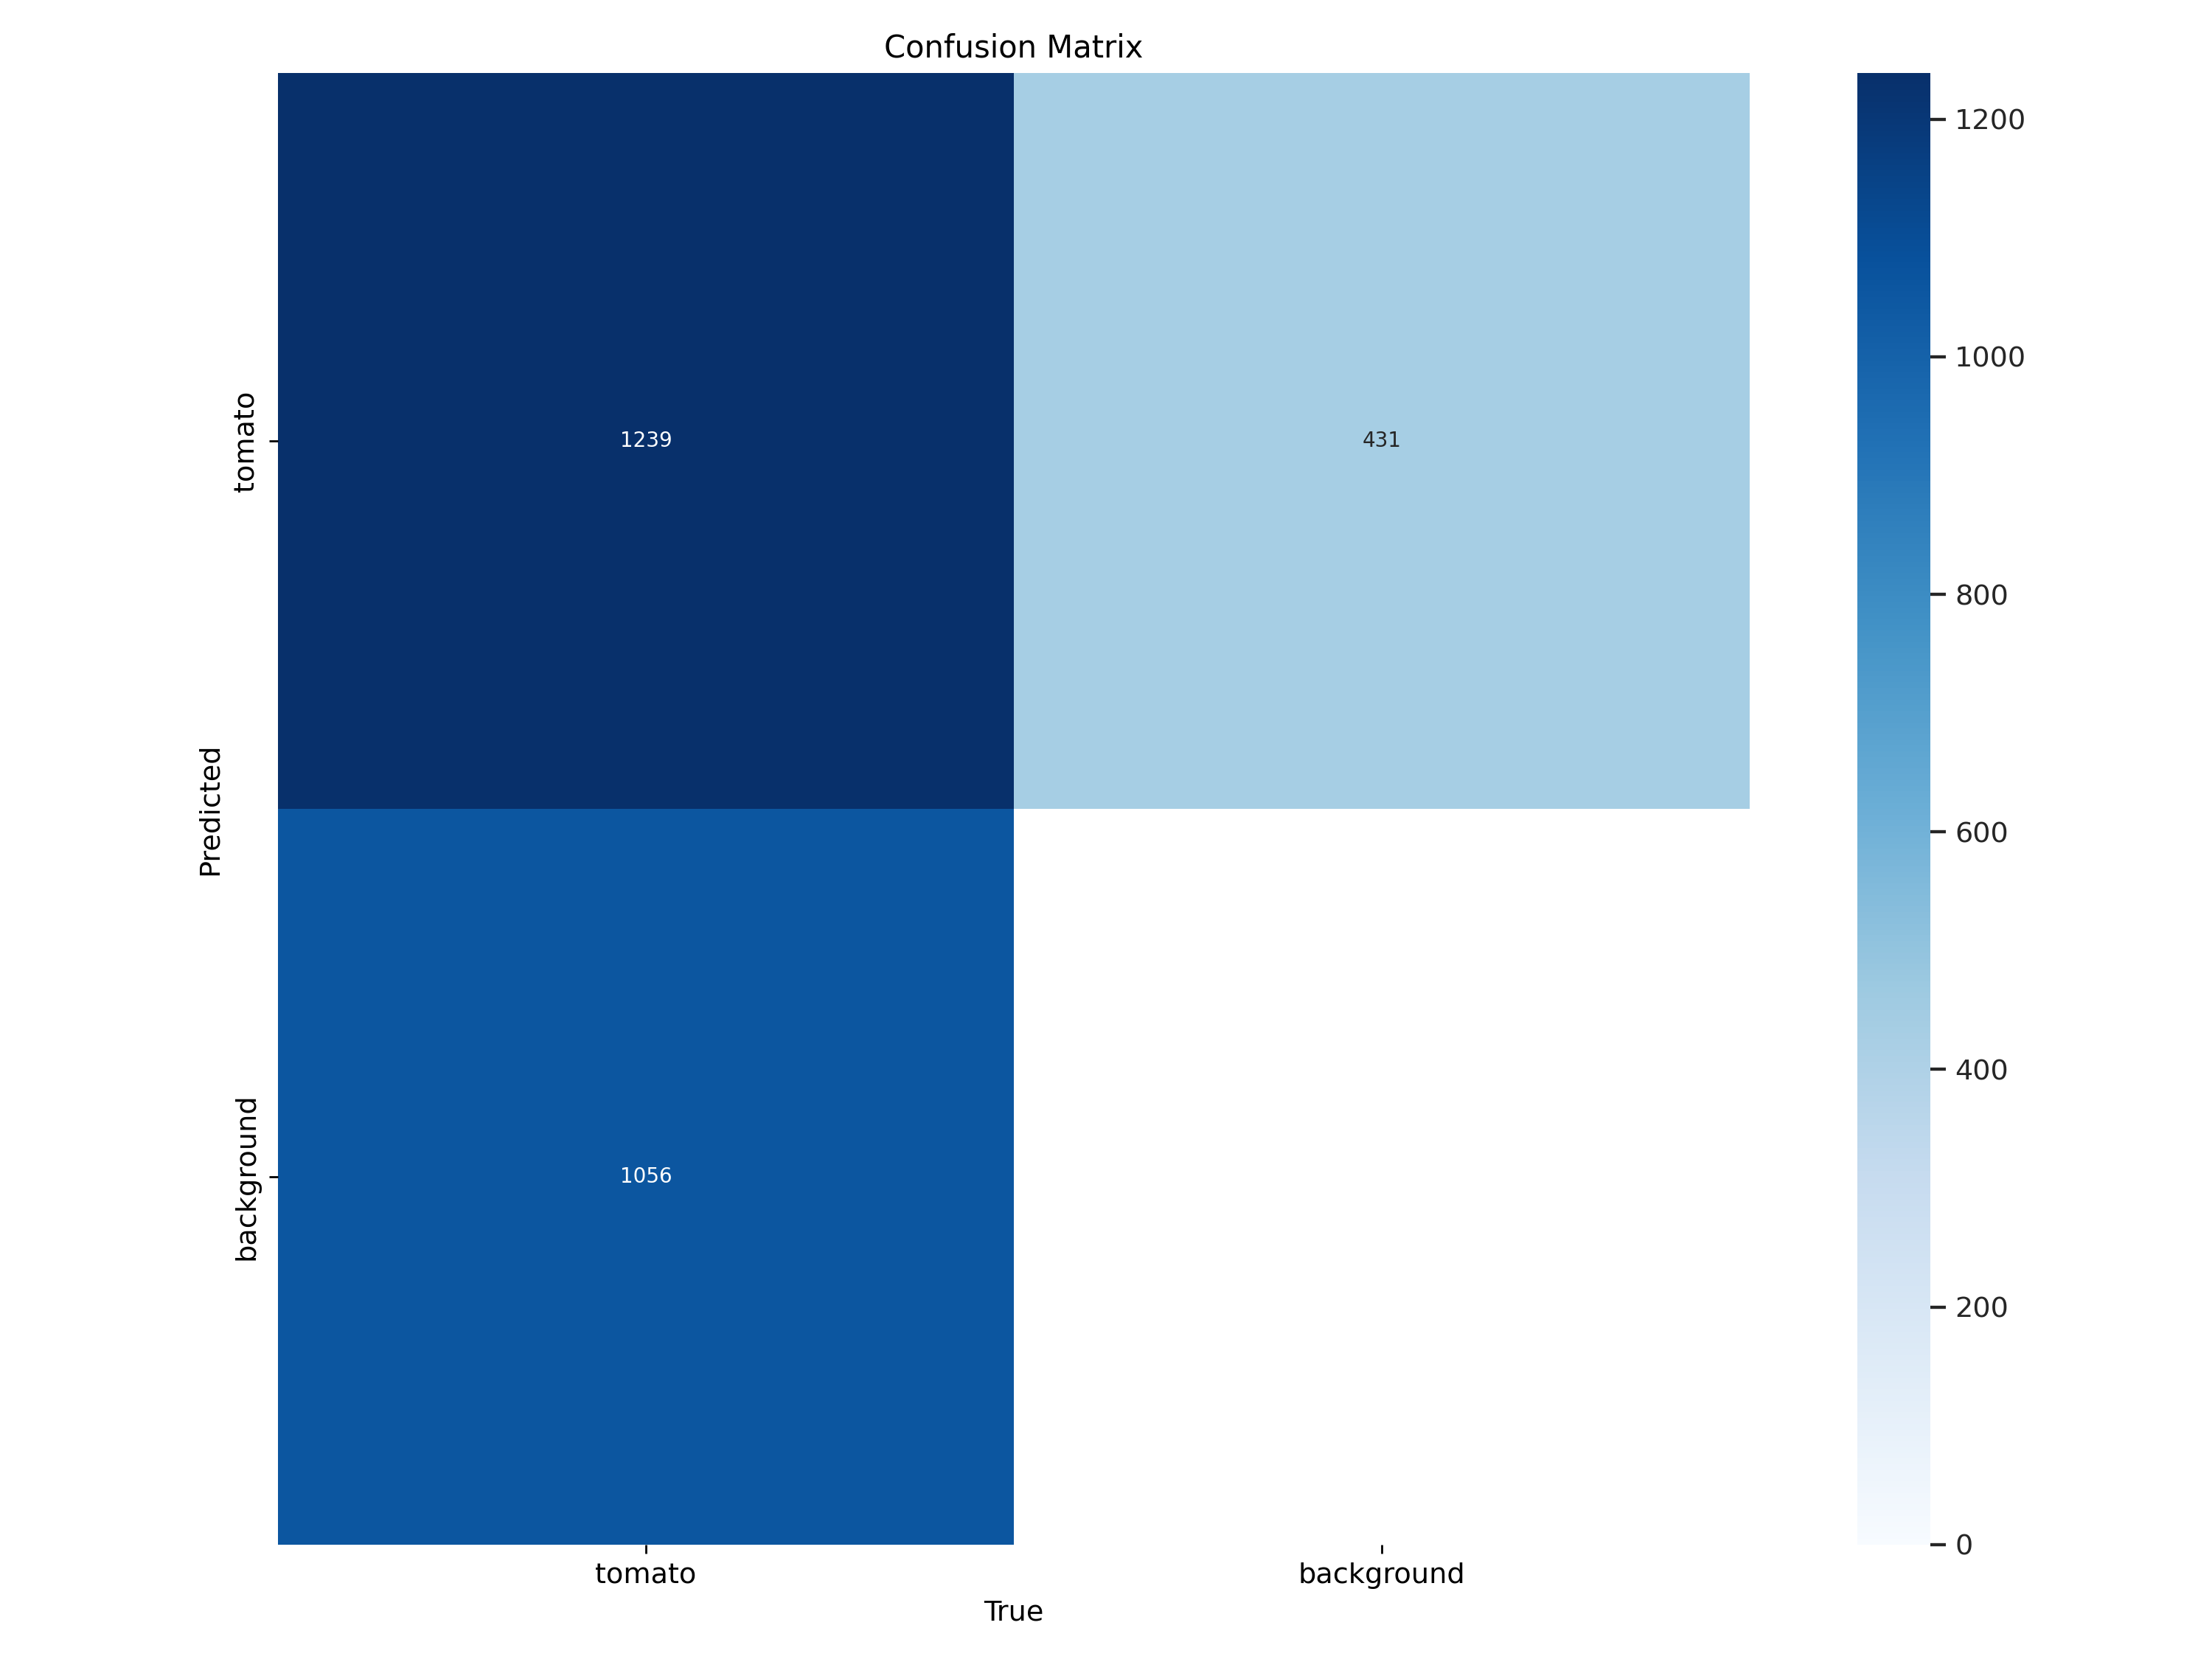 Confusion Matrix
tomato
1239
431
Predicted
background
1056
tomato
background
True
1200
1000
800
600
400
200
0